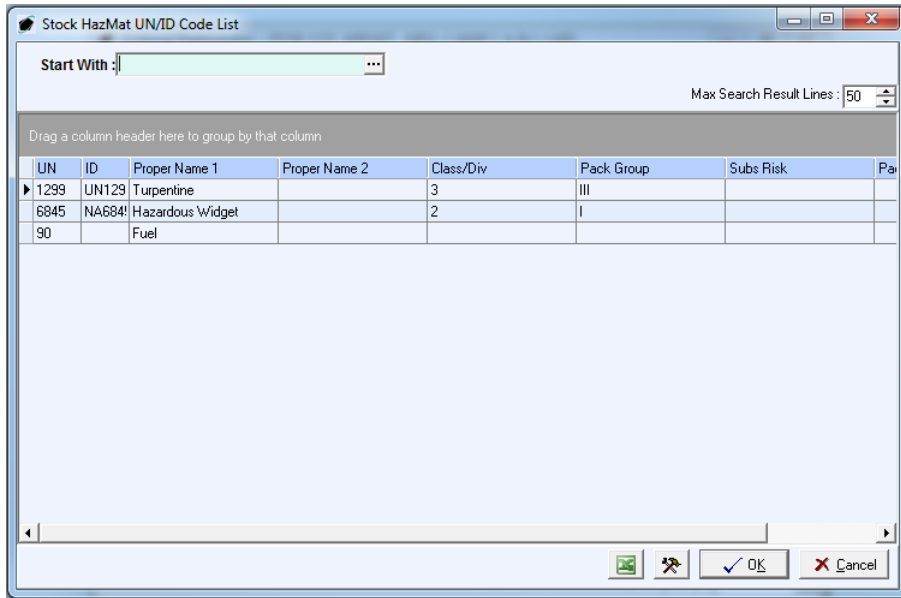 Stock HazMat UN/ID Code List
Start With :
Max Search Result Lines : 50
Drag a column header here to group by that column
UN ID Proper Name 1 Proper Name 2 Class/Div Pack Group Subs Risk Pa
1299 UN129 Turpentine 3 III
6845 NA684 Hazardous Widget 2 I
90 Fuel
OK Cancel